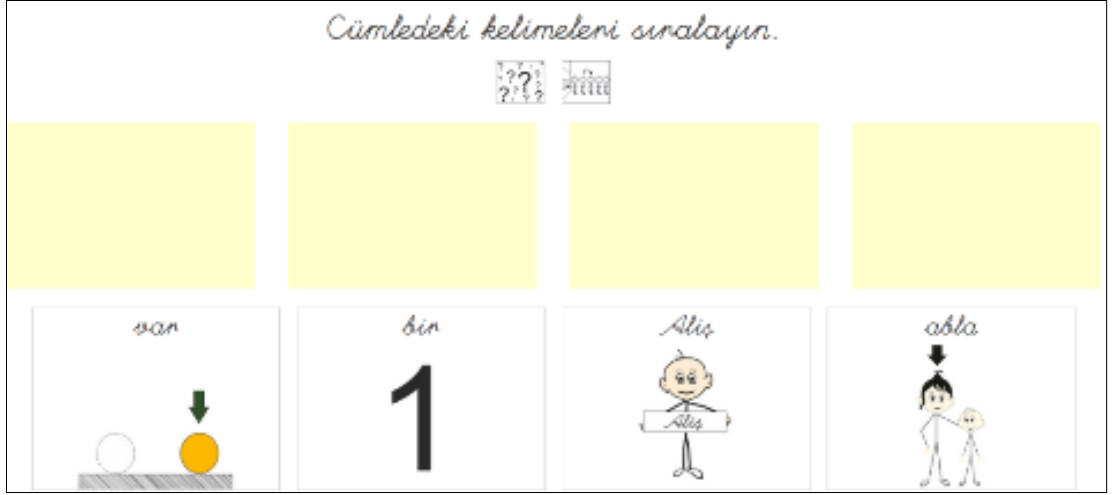 Cümledeki kelimeleri sıralayın.
var
bir
Aliş
abla
1
Aliş